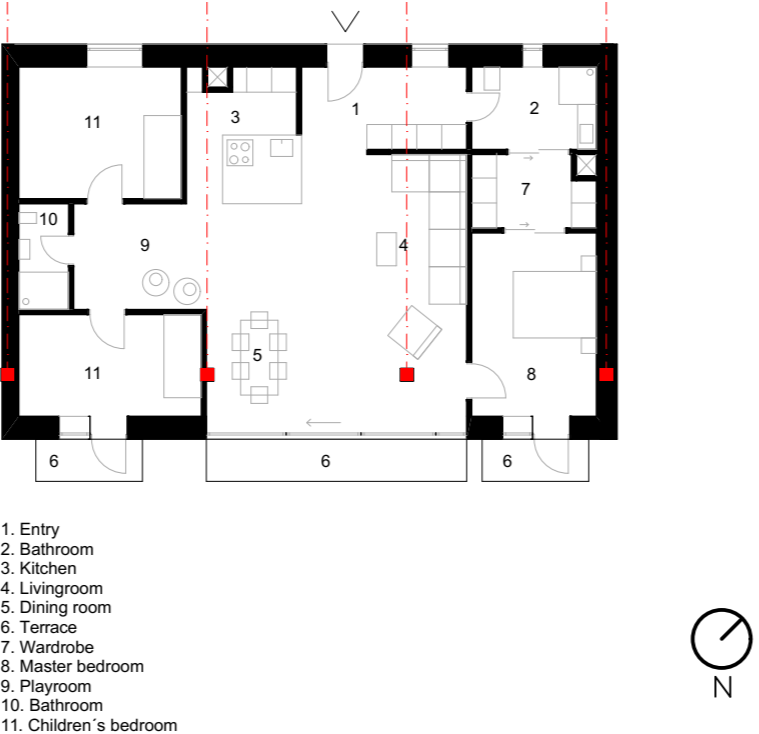 11
3
1
2
7
10
9
4
5
11
8
6
6
6
1. Entry
2. Bathroom
3. Kitchen
4. Livingroom
5. Dining room
6. Terrace
7. Wardrobe
8. Master bedroom
9. Playroom
10. Bathroom
11. Children´s bedroom
N